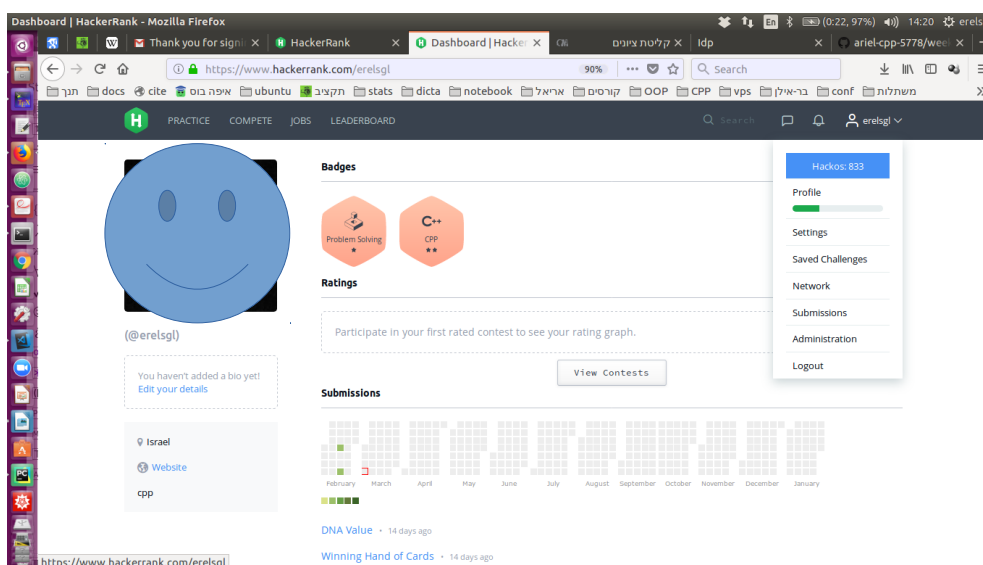 Dashboard | HackerRank - Mozilla Firefox
En (0:22, 97%) 14:20 erels
Thank you for signi × HackerRank × Dashboard | Hacker × קליטת ציונים × Idp × ariel-cpp-5778/wee ×
https://www.hackerrank.com/erelsgl 90% Search
תנך docs cite איפה בוס ubuntu תקציב stats dicta notebook אריאל קורסים OOP CPP vps בר-אילן conf משתלות
H PRACTICE COMPETE JOBS LEADERBOARD Search erelsgl
Hackos: 833
Profile
Settings
Saved Challenges
Network
Submissions
Administration
Logout
Badges
C++
Problem Solving CPP
Ratings
Participate in your first rated contest to see your rating graph.
View Contests
(@erelsgl)
You haven't added a bio yet!
Edit your details
Israel
Website
cpp
Submissions
February March April May June July August September October November December January
DNA Value • 14 days ago
Winning Hand of Cards • 14 days ago
https://www.hackerrank.com/erelsgl